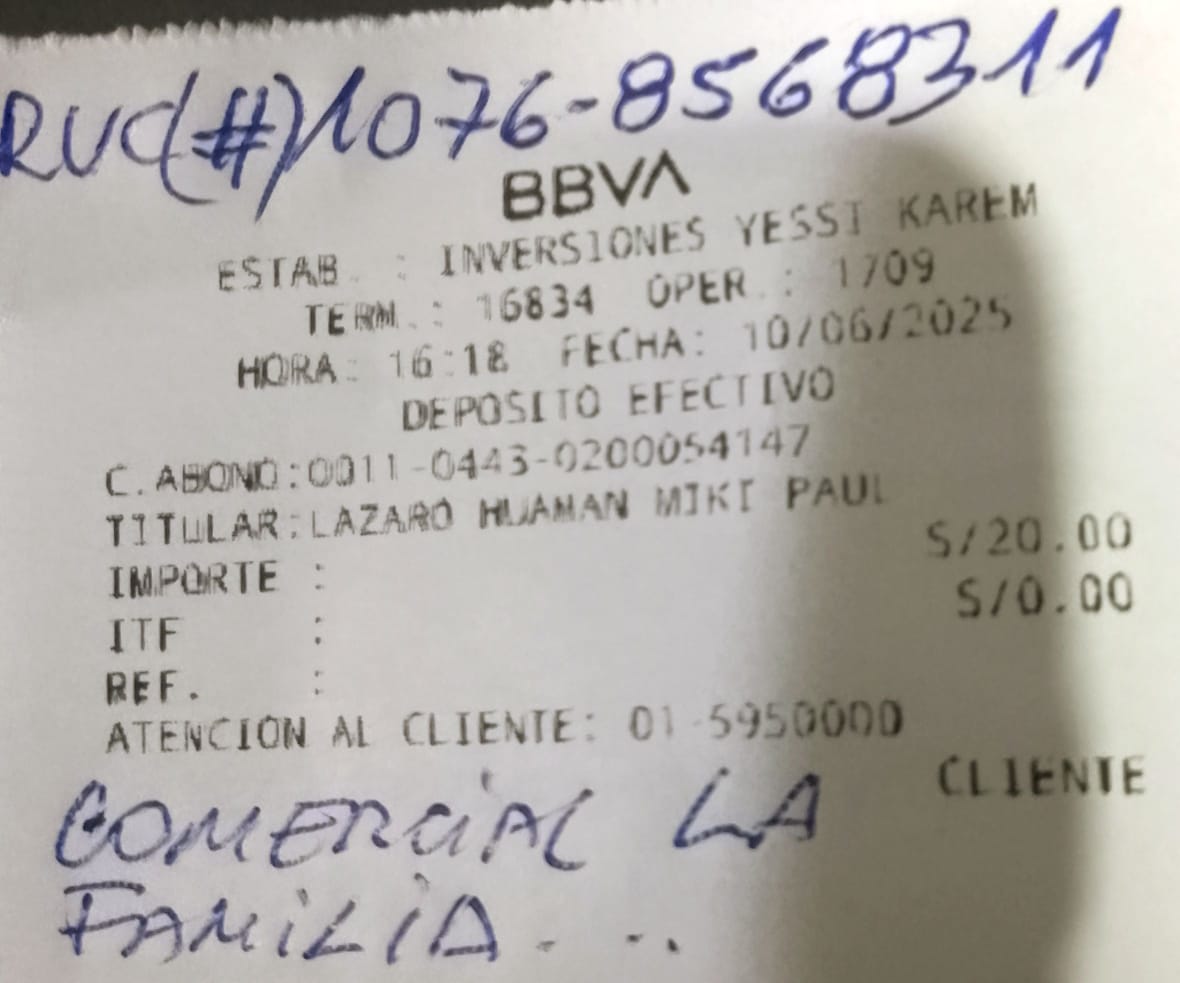 RUC(#)1076-8568311
BBVA
ESTAB. : INVERSIONES YESSI KAREM
TERM. : 16834 OPER. : 1709
HORA: 16:18 FECHA: 10/06/2025
DEPOSITO EFECTIVO
C. ABONO:0011-0443-0200054147
TITULAR:LAZARO HUAMAN MIKI PAUL
IMPORTE : S/20.00
ITF : S/0.00
REF. :
ATENCION AL CLIENTE: 01-5950000
CLIENTE
COMERCIAL LA
FAMILIA...